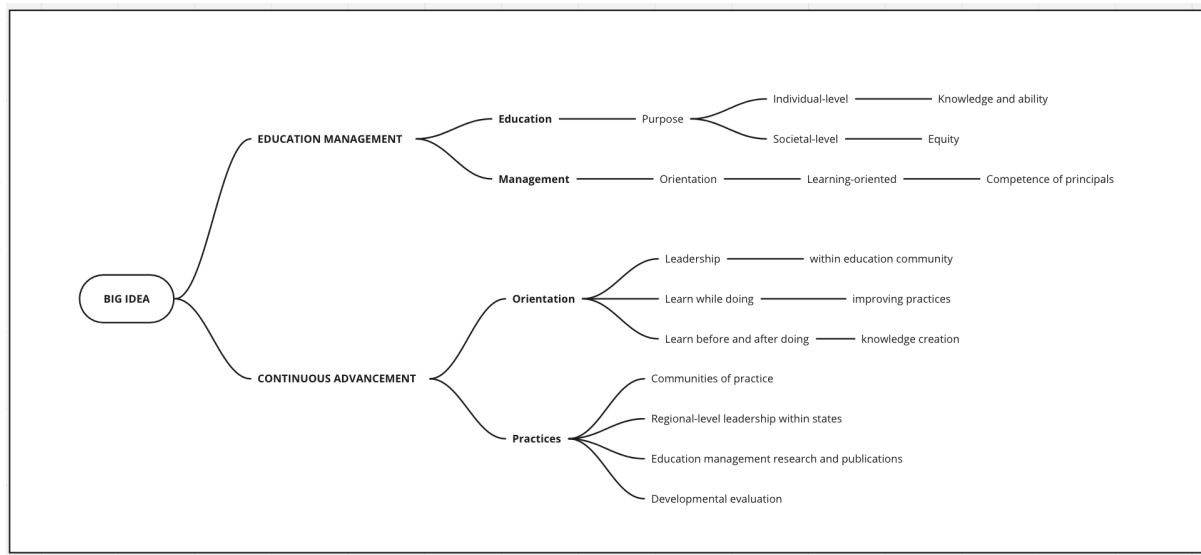 BIG IDEA
EDUCATION MANAGEMENT
Education
Purpose
Individual-level
Knowledge and ability
Societal-level
Equity
Management
Orientation
Learning-oriented
Competence of principals
CONTINUOUS ADVANCEMENT
Orientation
Leadership
within education community
Learn while doing
improving practices
Learn before and after doing
knowledge creation
Practices
Communities of practice
Regional-level leadership within states
Education management research and publications
Developmental evaluation